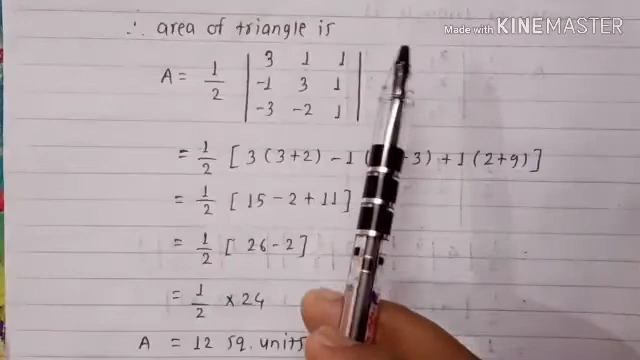 ∴ area of triangle is
Made with KINEMASTER
A = 1/2 | 3 1 1 |
| -1 3 1 |
| -3 -2 1 |
= 1/2 [ 3 ( 3+2 ) - 1 ( -3 ) + 1 ( 2+9 ) ]
= 1/2 [ 15 - 2 + 11 ]
= 1/2 [ 26 - 2 ]
= 1/2 × 24
A = 12 sq. units